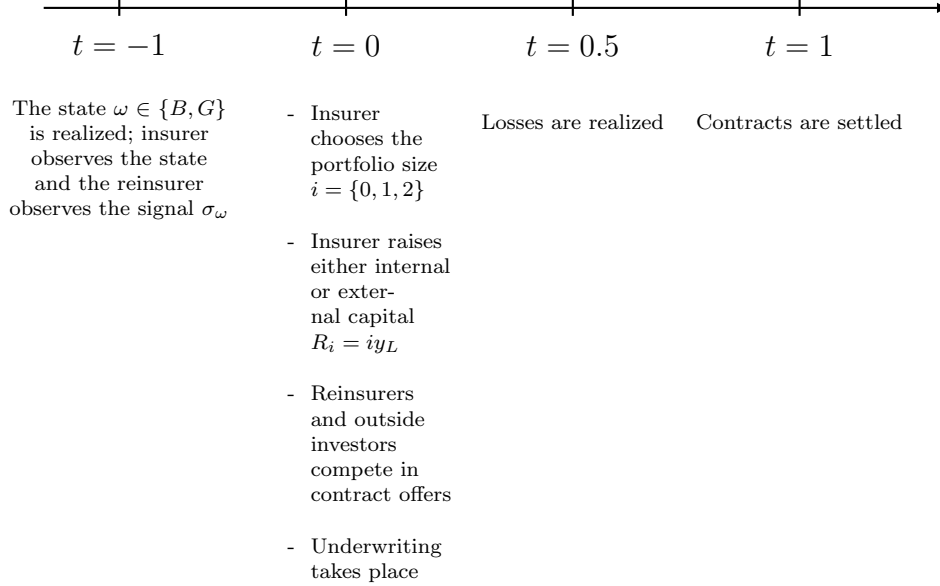 t = −1
t = 0
t = 0.5
t = 1
The state ω ∈ {B, G}
is realized; insurer
observes the state
and the reinsurer
observes the signal σ_ω
- Insurer
chooses the
portfolio size
i = {0, 1, 2}
- Insurer raises
either internal
or exter-
nal capital
R_i = iy_L
- Reinsurers
and outside
investors
compete in
contract offers
- Underwriting
takes place
Losses are realized
Contracts are settled